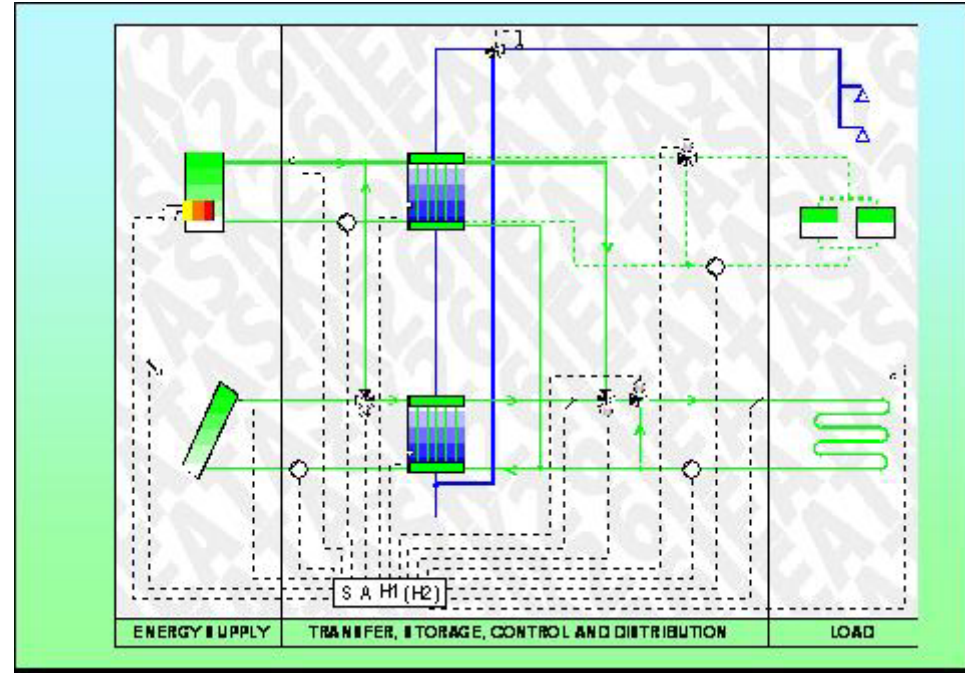 S A H1 (H2)
ENERGY SUPPLY
TRANSFER, STORAGE, CONTROL AND DISTRIBUTION
LOAD